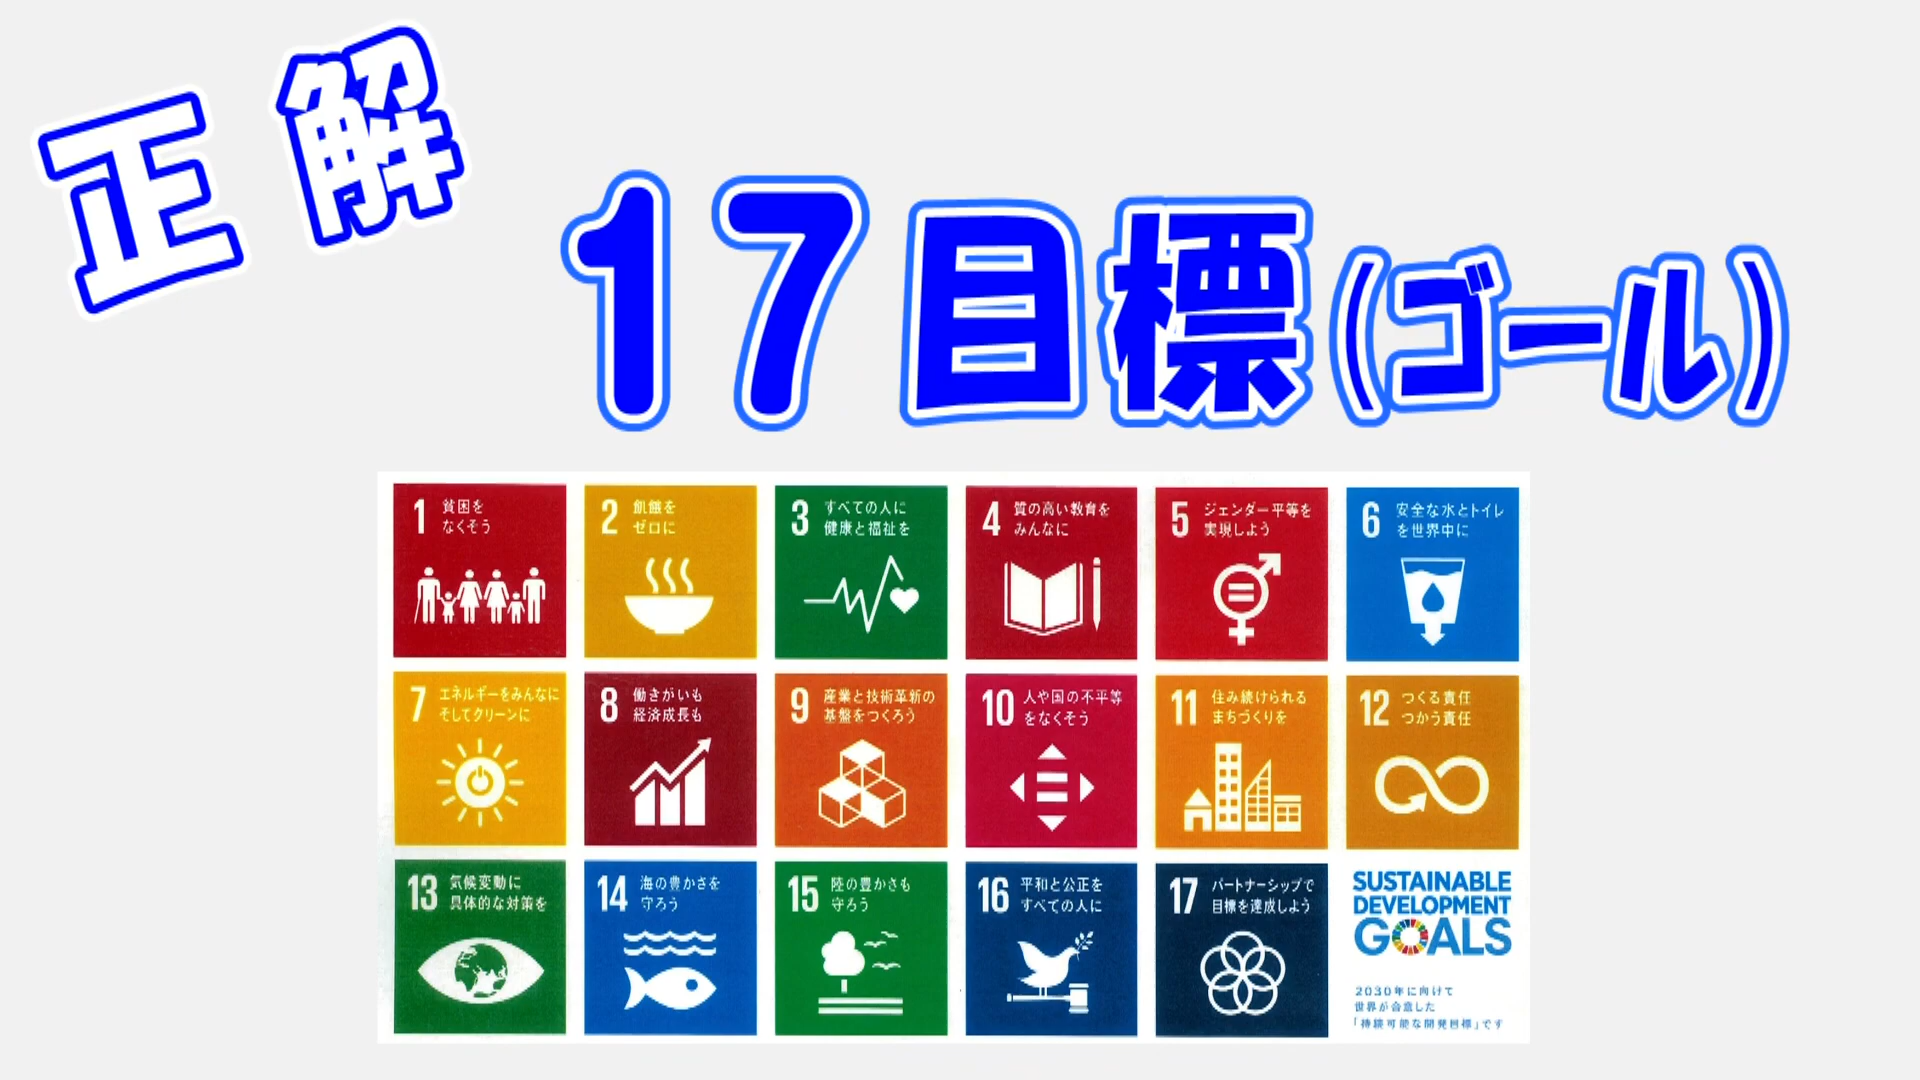 正解
17目標(ゴール)
1 貧困を
なくそう
2 飢餓を
ゼロに
3 すべての人に
健康と福祉を
4 質の高い教育を
みんなに
5 ジェンダー平等を
実現しよう
6 安全な水とトイレ
を世界中に
7 エネルギーをみんなに
そしてクリーンに
8 働きがいも
経済成長も
9 産業と技術革新の
基盤をつくろう
10 人や国の不平等
をなくそう
11 住み続けられる
まちづくりを
12 つくる責任
つかう責任
13 気候変動に
具体的な対策を
14 海の豊かさを
守ろう
15 陸の豊かさも
守ろう
16 平和と公正を
すべての人に
17 パートナーシップで
目標を達成しよう
SUSTAINABLE
DEVELOPMENT
GOALS
2030年に向けて
世界が合意した
「持続可能な開発目標」です